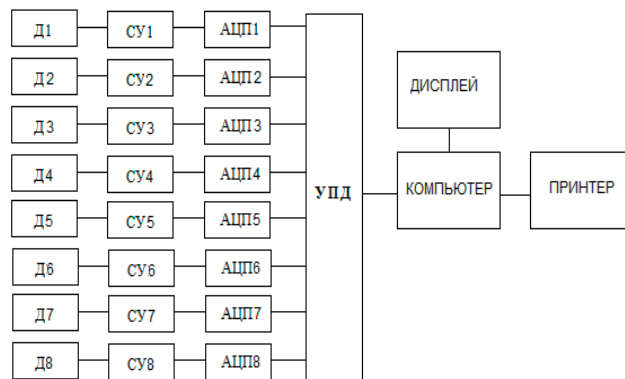 Д1 СУ1 АЦП1
Д2 СУ2 АЦП2
ДИСПЛЕЙ
Д3 СУ3 АЦП3
Д4 СУ4 АЦП4
УПД КОМПЬЮТЕР ПРИНТЕР
Д5 СУ5 АЦП5
Д6 СУ6 АЦП6
Д7 СУ7 АЦП7
Д8 СУ8 АЦП8